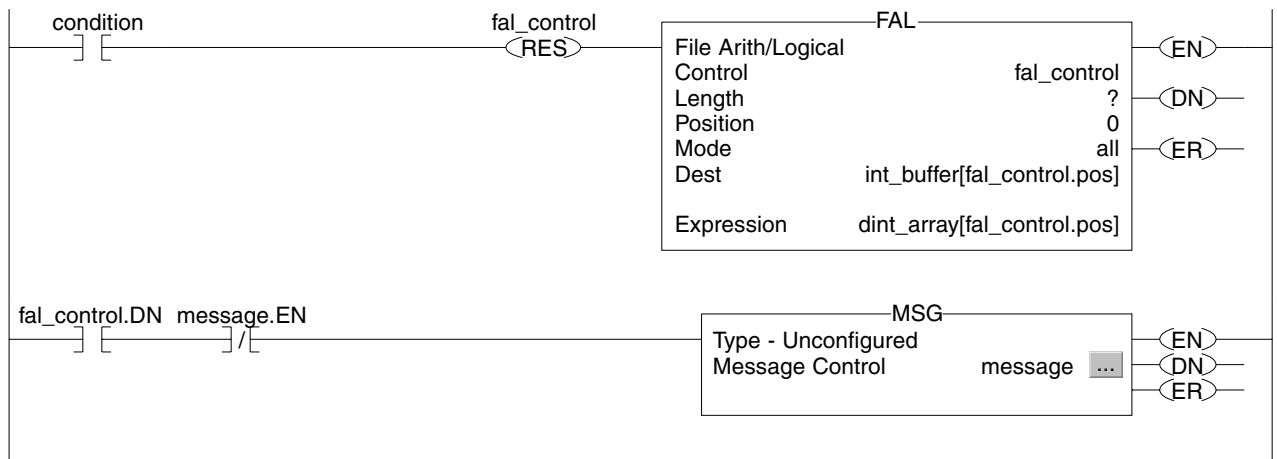 condition
fal_control
RES
FAL
File Arith/Logical
Control fal_control
Length ?
Position 0
Mode all
Dest int_buffer[fal_control.pos]
Expression dint_array[fal_control.pos]
EN
DN
ER
fal_control.DN message.EN
MSG
Type - Unconfigured
Message Control message ...
EN
DN
ER